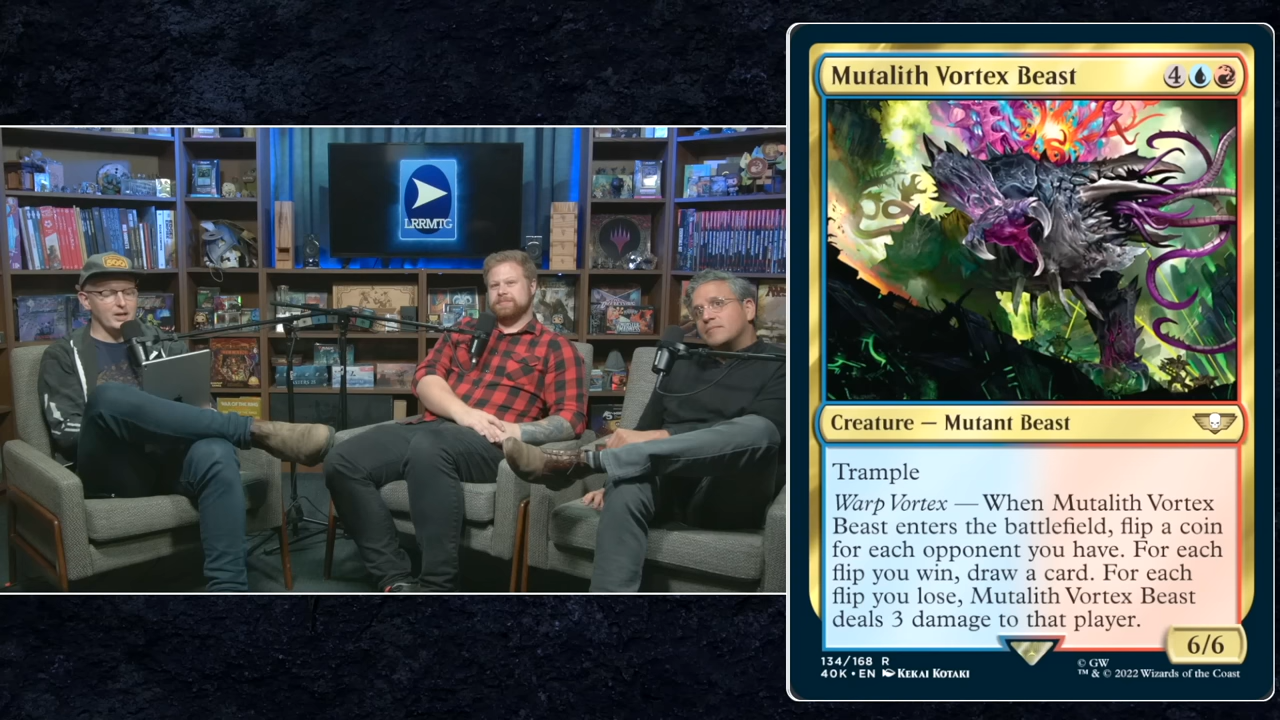 LRRMTG
Mutalith Vortex Beast
4
Creature — Mutant Beast
Trample
Warp Vortex — When Mutalith Vortex
Beast enters the battlefield, flip a coin
for each opponent you have. For each
flip you win, draw a card. For each
flip you lose, Mutalith Vortex Beast
deals 3 damage to that player.
6/6
134/168 R
40K • EN KEKAI KOTAKI
© GW
™ & © 2022 Wizards of the Coast